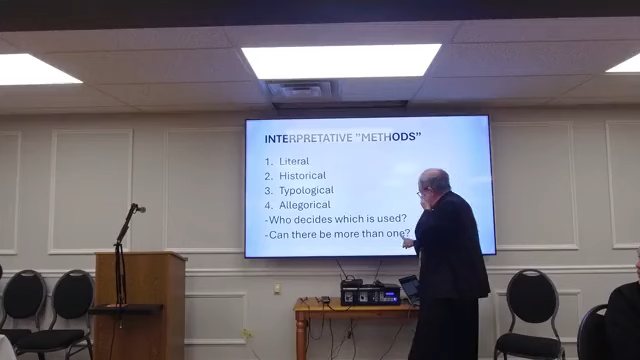 INTERPRETATIVE "METHODS"
1. Literal
2. Historical
3. Typological
4. Allegorical
-Who decides which is used?
-Can there be more than one?